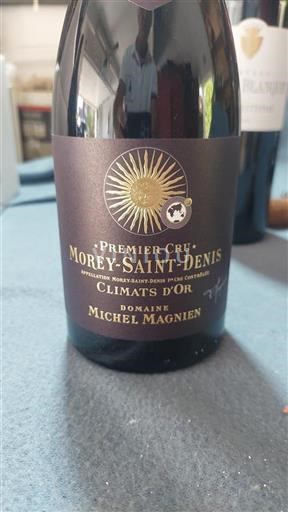 PREMIER CRU
MOREY-SAINT-DENIS
APPELLATION MOREY-SAINT-DENIS 1ER CRU CONTRÔLÉE
CLIMATS D'OR
DOMAINE
MICHEL MAGNIEN